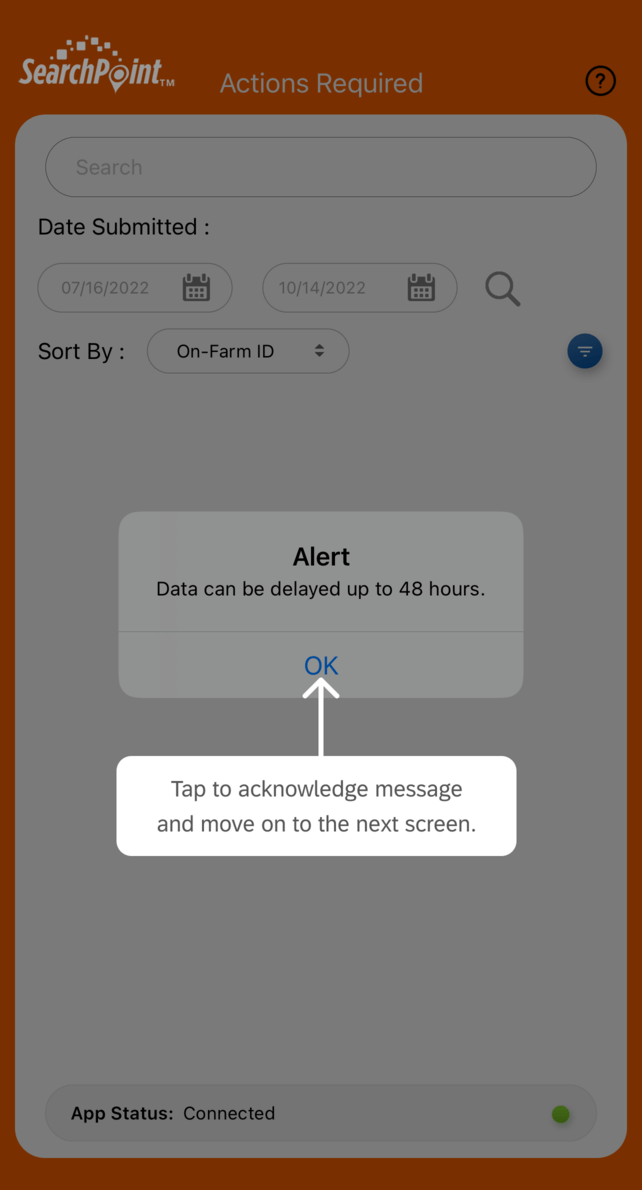 SearchPoint™
Actions Required
?
Search
Date Submitted :
07/16/2022
10/14/2022
Sort By :
On-Farm ID
Alert
Data can be delayed up to 48 hours.
OK
Tap to acknowledge message
and move on to the next screen.
App Status: Connected